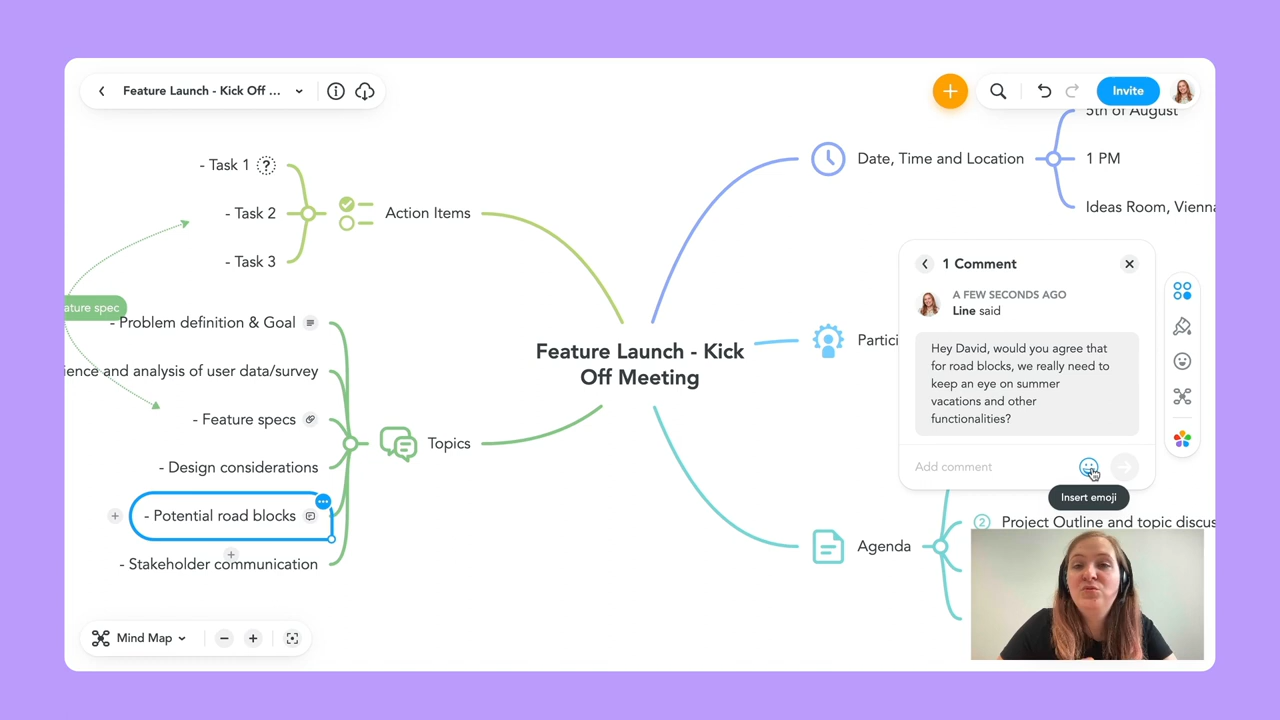 Feature Launch - Kick Off ...
Invite
5th of August
Date, Time and Location
1 PM
Ideas Room, Vienna
- Task 1
?
- Task 2
- Task 3
Action Items
ature spec
- Problem definition & Goal
ience and analysis of user data/survey
- Feature specs
- Design considerations
- Potential road blocks
- Stakeholder communication
Topics
Feature Launch - Kick
Off Meeting
Partici
1 Comment
A FEW SECONDS AGO
Line said
Hey David, would you agree that
for road blocks, we really need to
keep an eye on summer
vacations and other
functionalities?
Add comment
Insert emoji
2 Project Outline and topic discus
Agenda
Mind Map